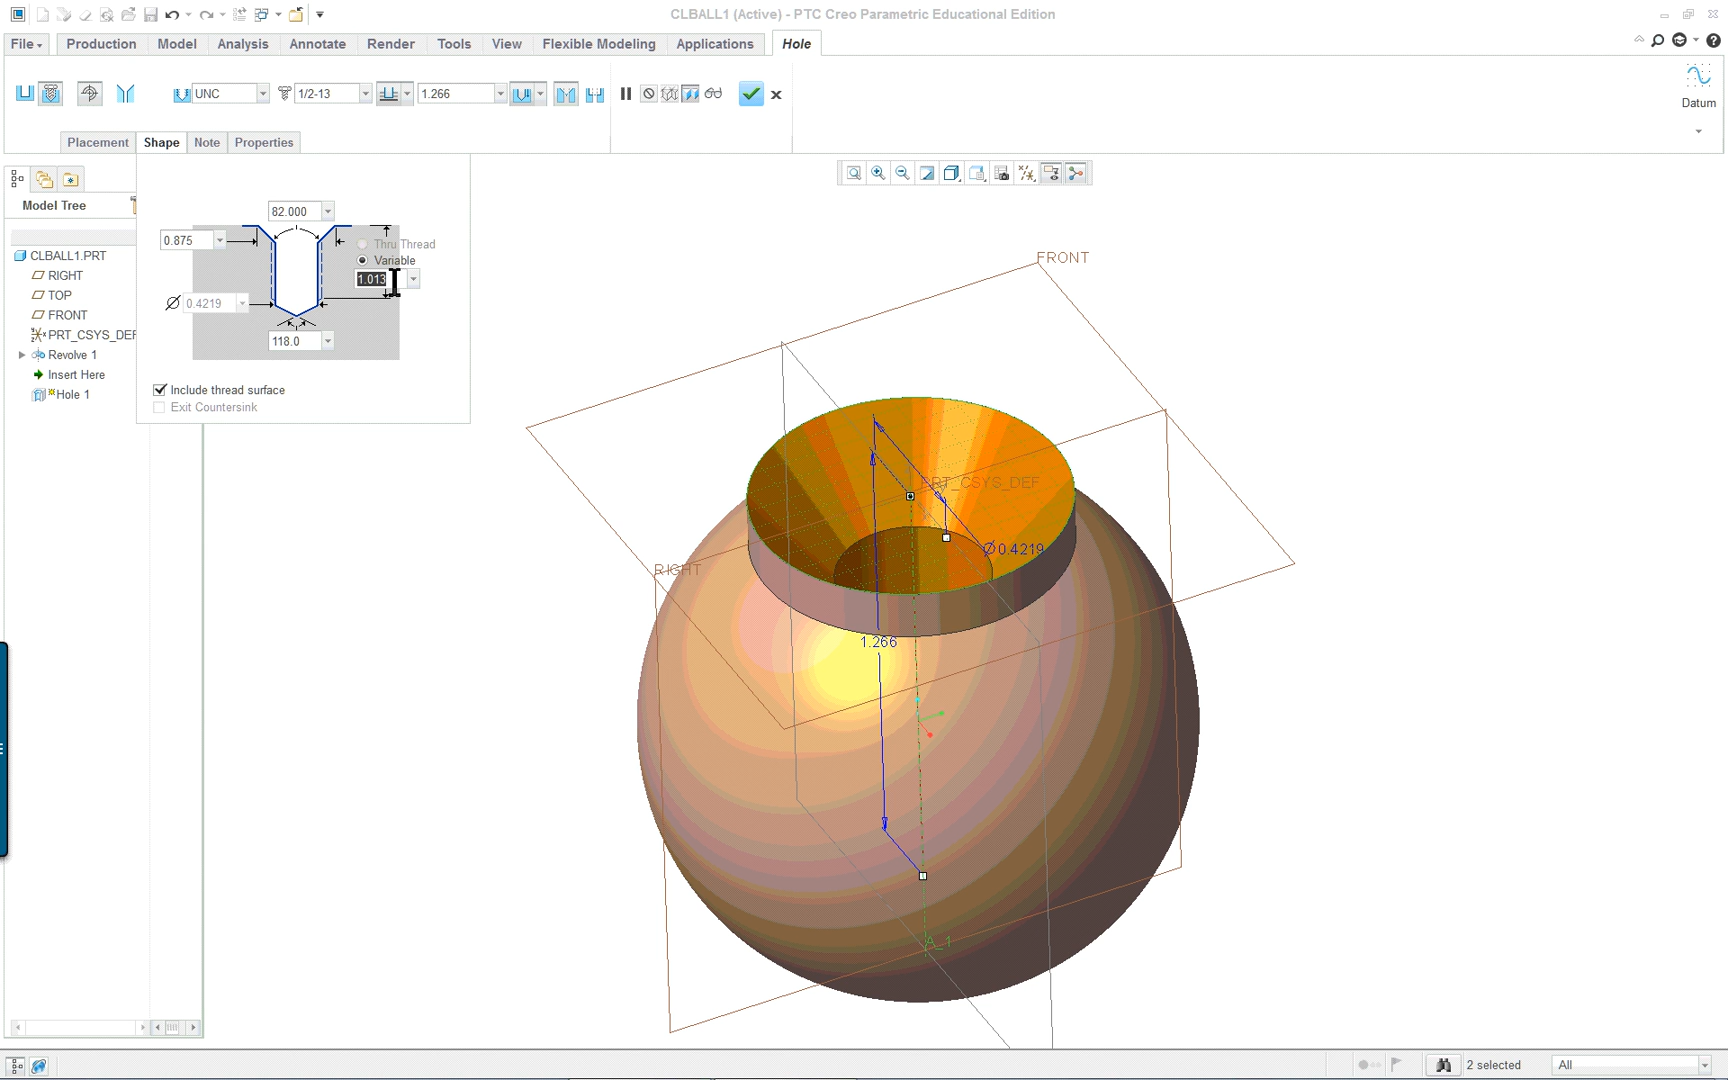 CLBALL1 (Active) - PTC Creo Parametric Educational Edition
File Production Model Analysis Annotate Render Tools View Flexible Modeling Applications Hole
UNC 1/2-13 1.266
Datum
Placement Shape Note Properties
Model Tree
CLBALL1.PRT
RIGHT
TOP
FRONT
PRT_CSYS_DEF
Revolve 1
Insert Here
Hole 1
82.000
0.875
Thru Thread
Variable
1.013
Ø 0.4219
118.0
Include thread surface
Exit Countersink
FRONT
PRT_CSYS_DEF
Ø0.4219
RIGHT
1.266
A_1
2 selected All